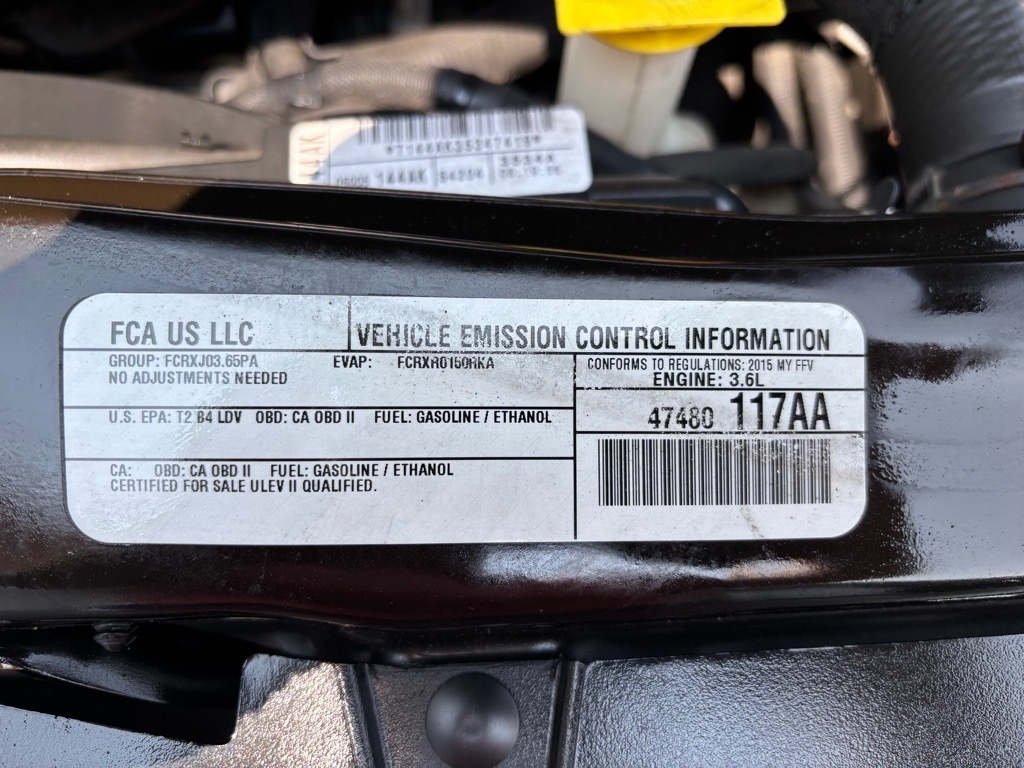 144AK
FCA US LLC
VEHICLE EMISSION CONTROL INFORMATION
GROUP: FCRXJ03.65PA EVAP: FCRXR0150RKA
NO ADJUSTMENTS NEEDED
CONFORMS TO REGULATIONS: 2015 MY FFV
ENGINE: 3.6L
U.S. EPA: T2 B4 LDV OBD: CA OBD II FUEL: GASOLINE / ETHANOL
47480 117AA
CA: OBD: CA OBD II FUEL: GASOLINE / ETHANOL
CERTIFIED FOR SALE ULEV II QUALIFIED.